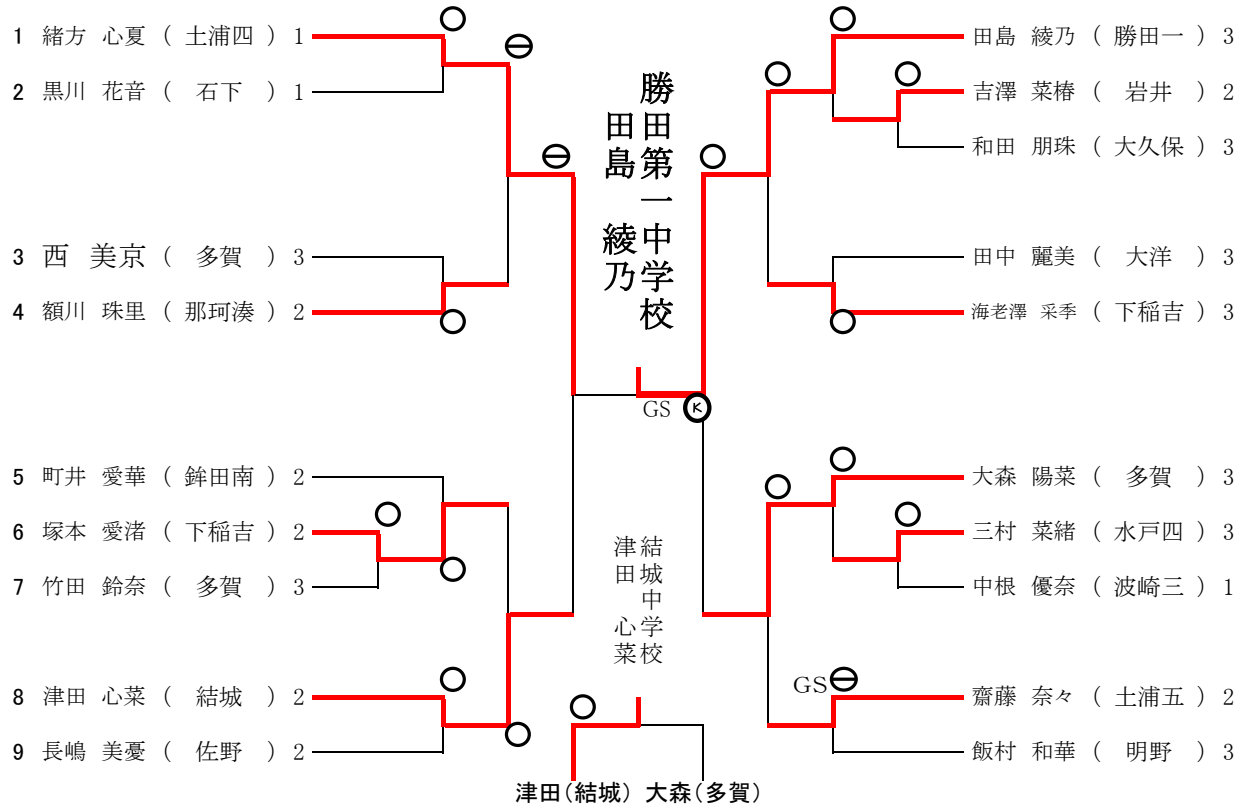 1 緒方 心夏 ( 土浦四 ) 1
2 黒川 花音 ( 石下 ) 1
3 西 美京 ( 多賀 ) 3
4 額川 珠里 ( 那珂湊 ) 2
5 町井 愛華 ( 鉾田南 ) 2
6 塚本 愛渚 ( 下稲吉 ) 2
7 竹田 鈴奈 ( 多賀 ) 3
8 津田 心菜 ( 結城 ) 2
9 長嶋 美憂 ( 佐野 ) 2
勝田第一中学校
田島 綾乃
GS K
結城中学校
津田 心菜
津田(結城) 大森(多賀)
田島 綾乃 ( 勝田一 ) 3
吉澤 菜椿 ( 岩井 ) 2
和田 朋珠 ( 大久保 ) 3
田中 麗美 ( 大洋 ) 3
海老澤 采季 ( 下稲吉 ) 3
大森 陽菜 ( 多賀 ) 3
三村 菜緒 ( 水戸四 ) 3
中根 優奈 ( 波崎三 ) 1
GS
齋藤 奈々 ( 土浦五 ) 2
飯村 和華 ( 明野 ) 3